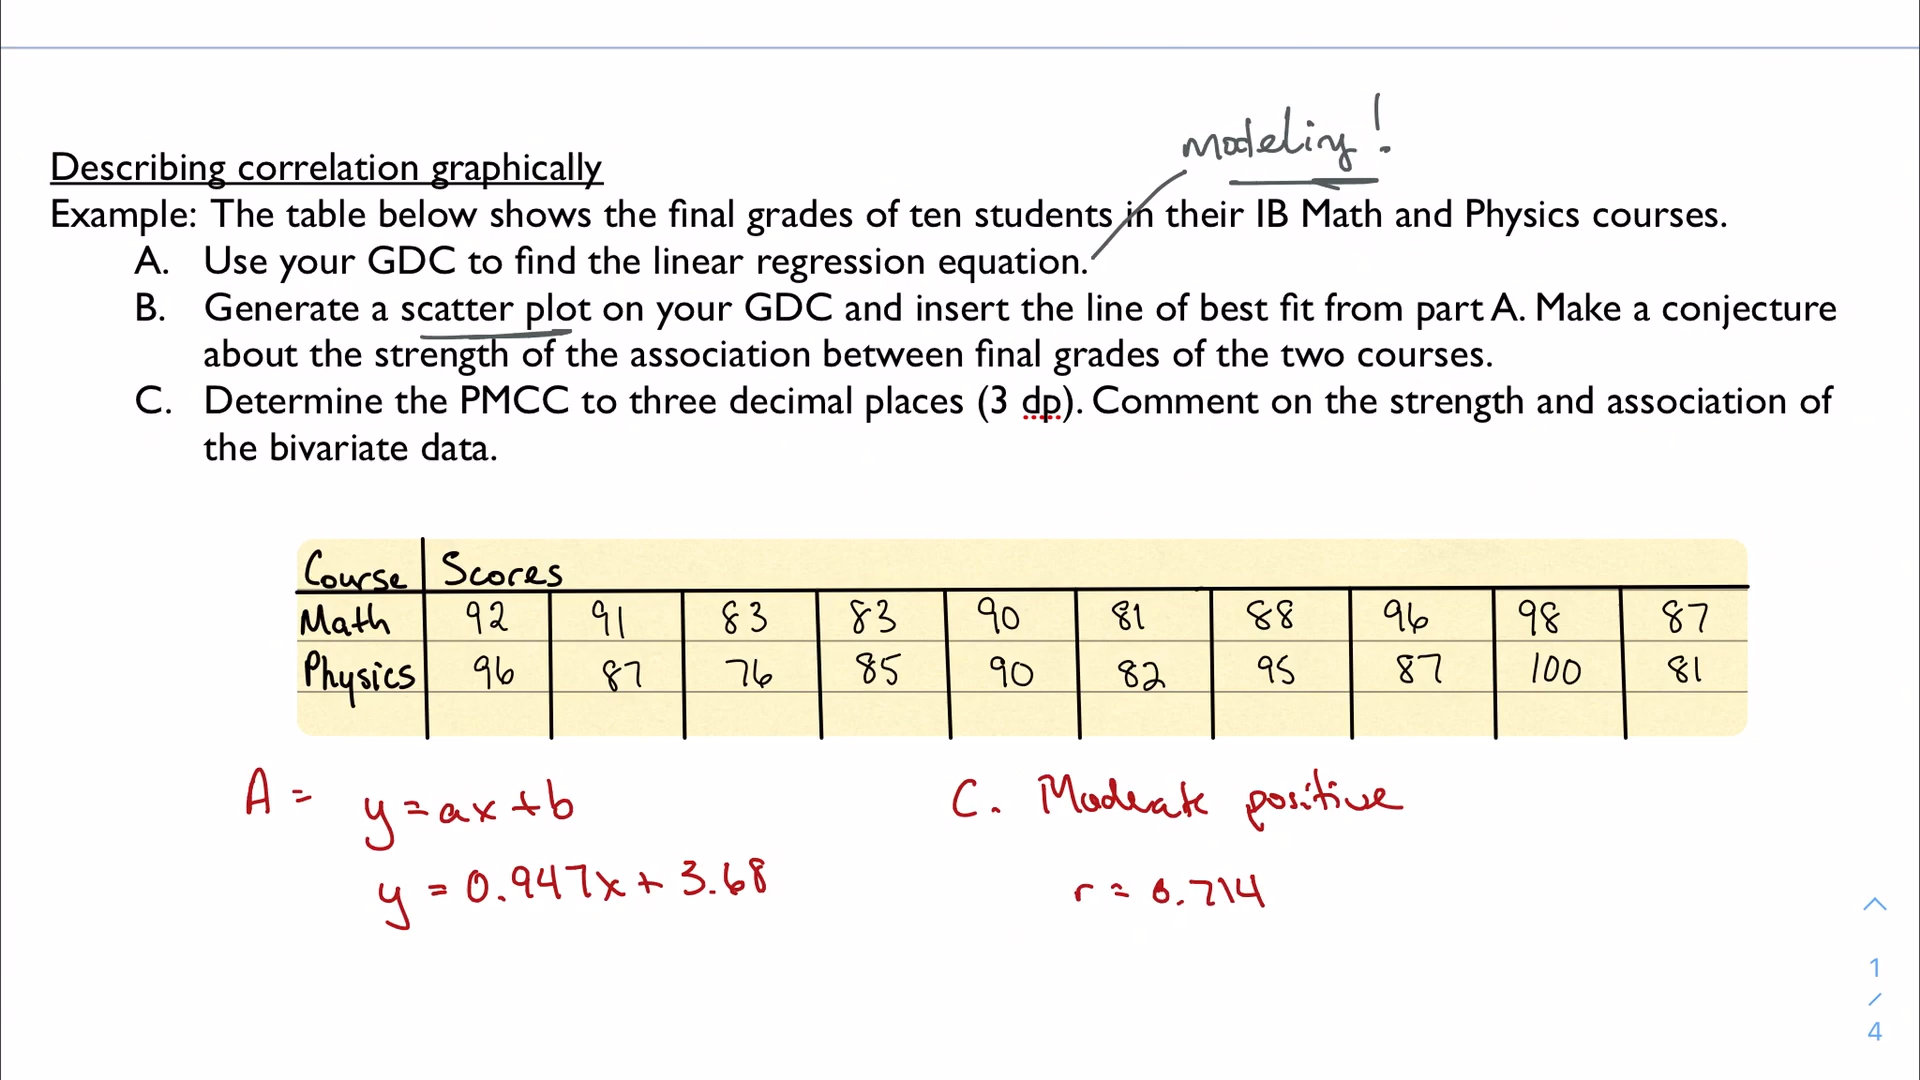 modeling!
Describing correlation graphically
Example: The table below shows the final grades of ten students in their IB Math and Physics courses.
A. Use your GDC to find the linear regression equation.
B. Generate a scatter plot on your GDC and insert the line of best fit from part A. Make a conjecture
about the strength of the association between final grades of the two courses.
C. Determine the PMCC to three decimal places (3 dp). Comment on the strength and association of
the bivariate data.
Course Scores
Math 92 91 83 83 90 81 88 96 98 87
Physics 96 87 76 85 90 82 95 87 100 81
A = y = ax + b
C. Moderate positive
y = 0.947x + 3.68
r = 0.714
1
/
4